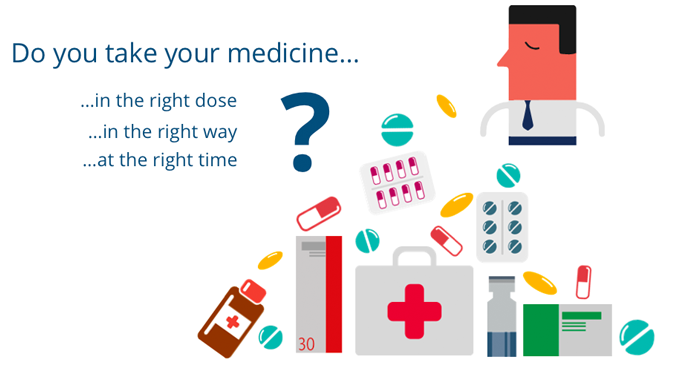 Do you take your medicine...
...in the right dose
...in the right way
...at the right time
?
30